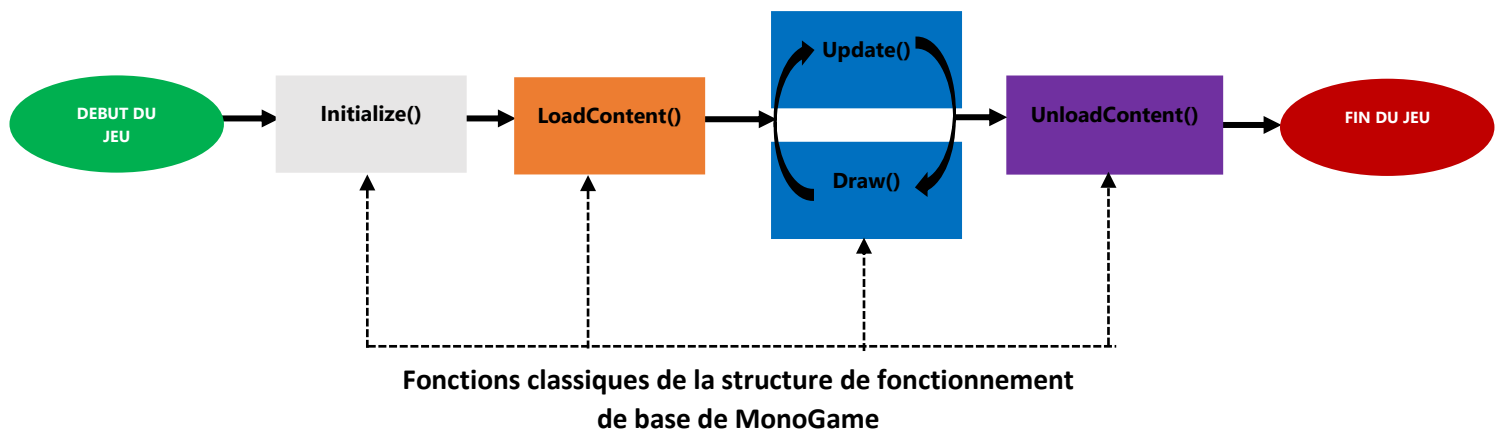 DEBUT DU
JEU
Initialize()
LoadContent()
Update()
Draw()
UnloadContent()
FIN DU JEU
Fonctions classiques de la structure de fonctionnement
de base de MonoGame